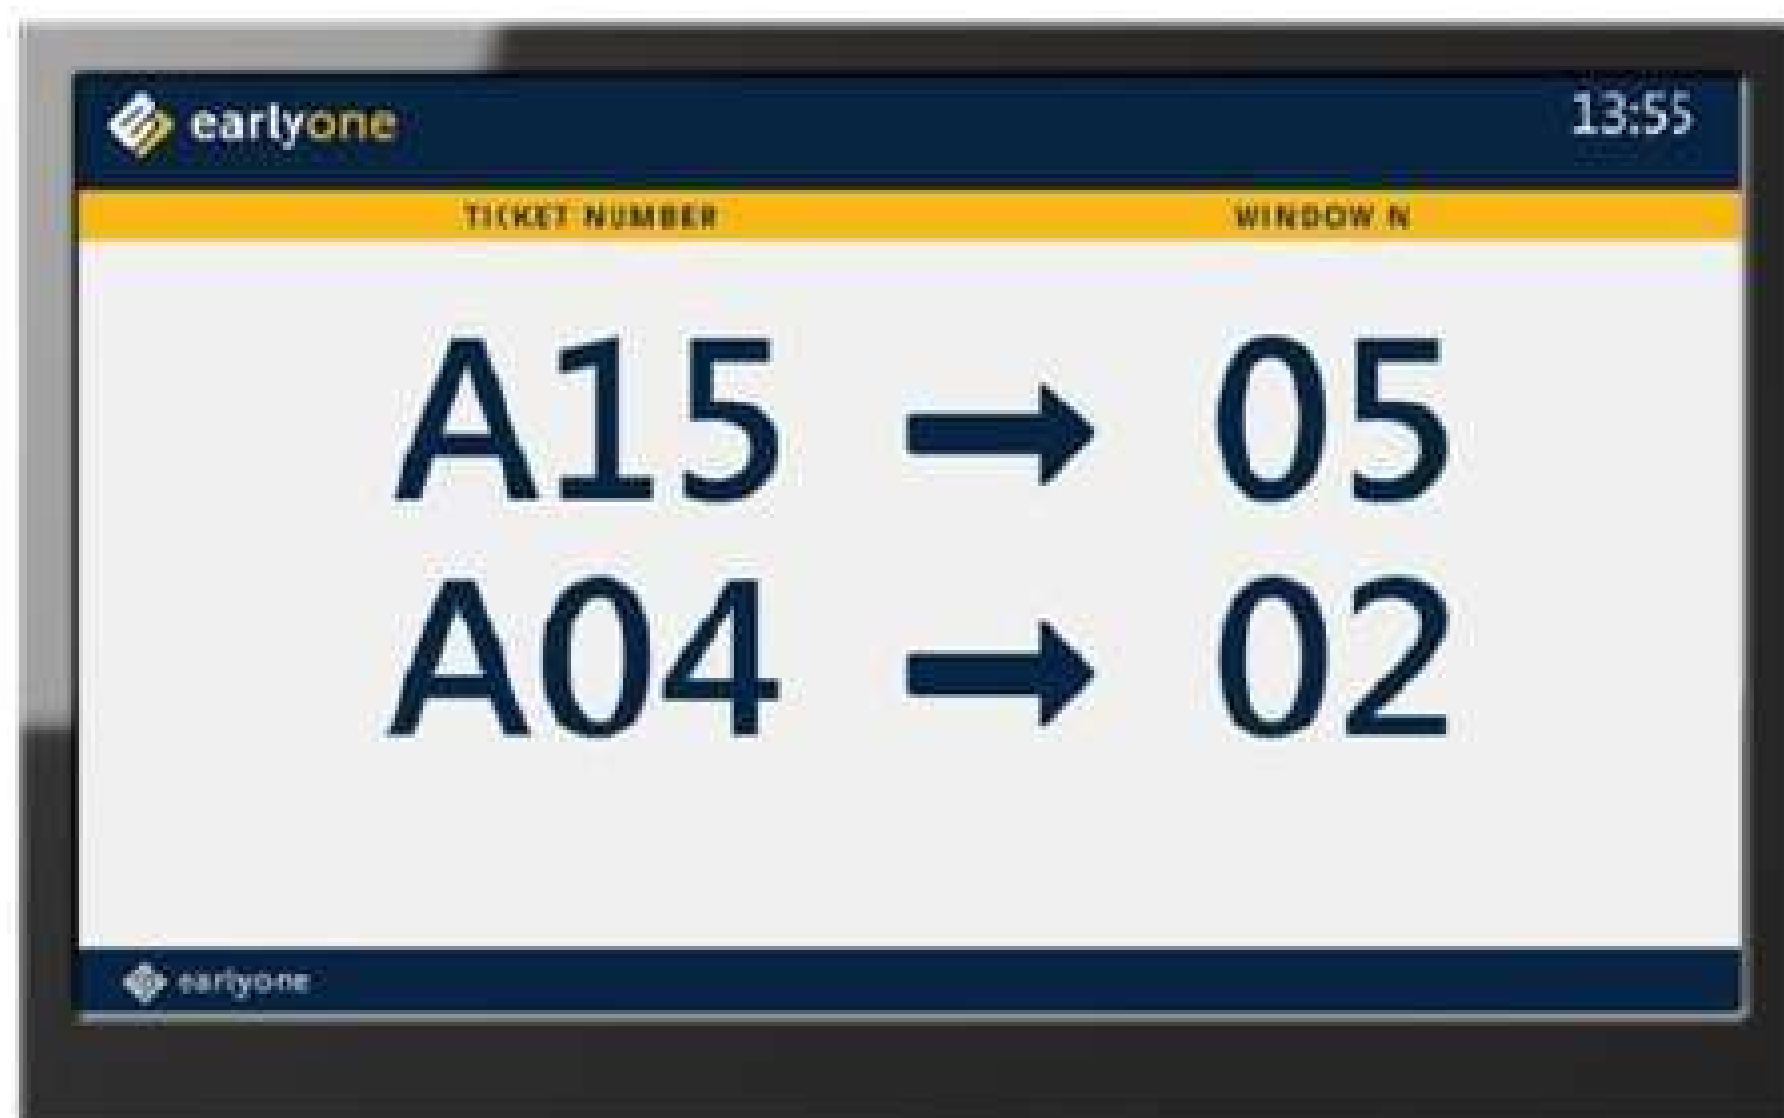 earlyone
13:55
TICKET NUMBER WINDOW N
A15 → 05
A04 → 02
earlyone